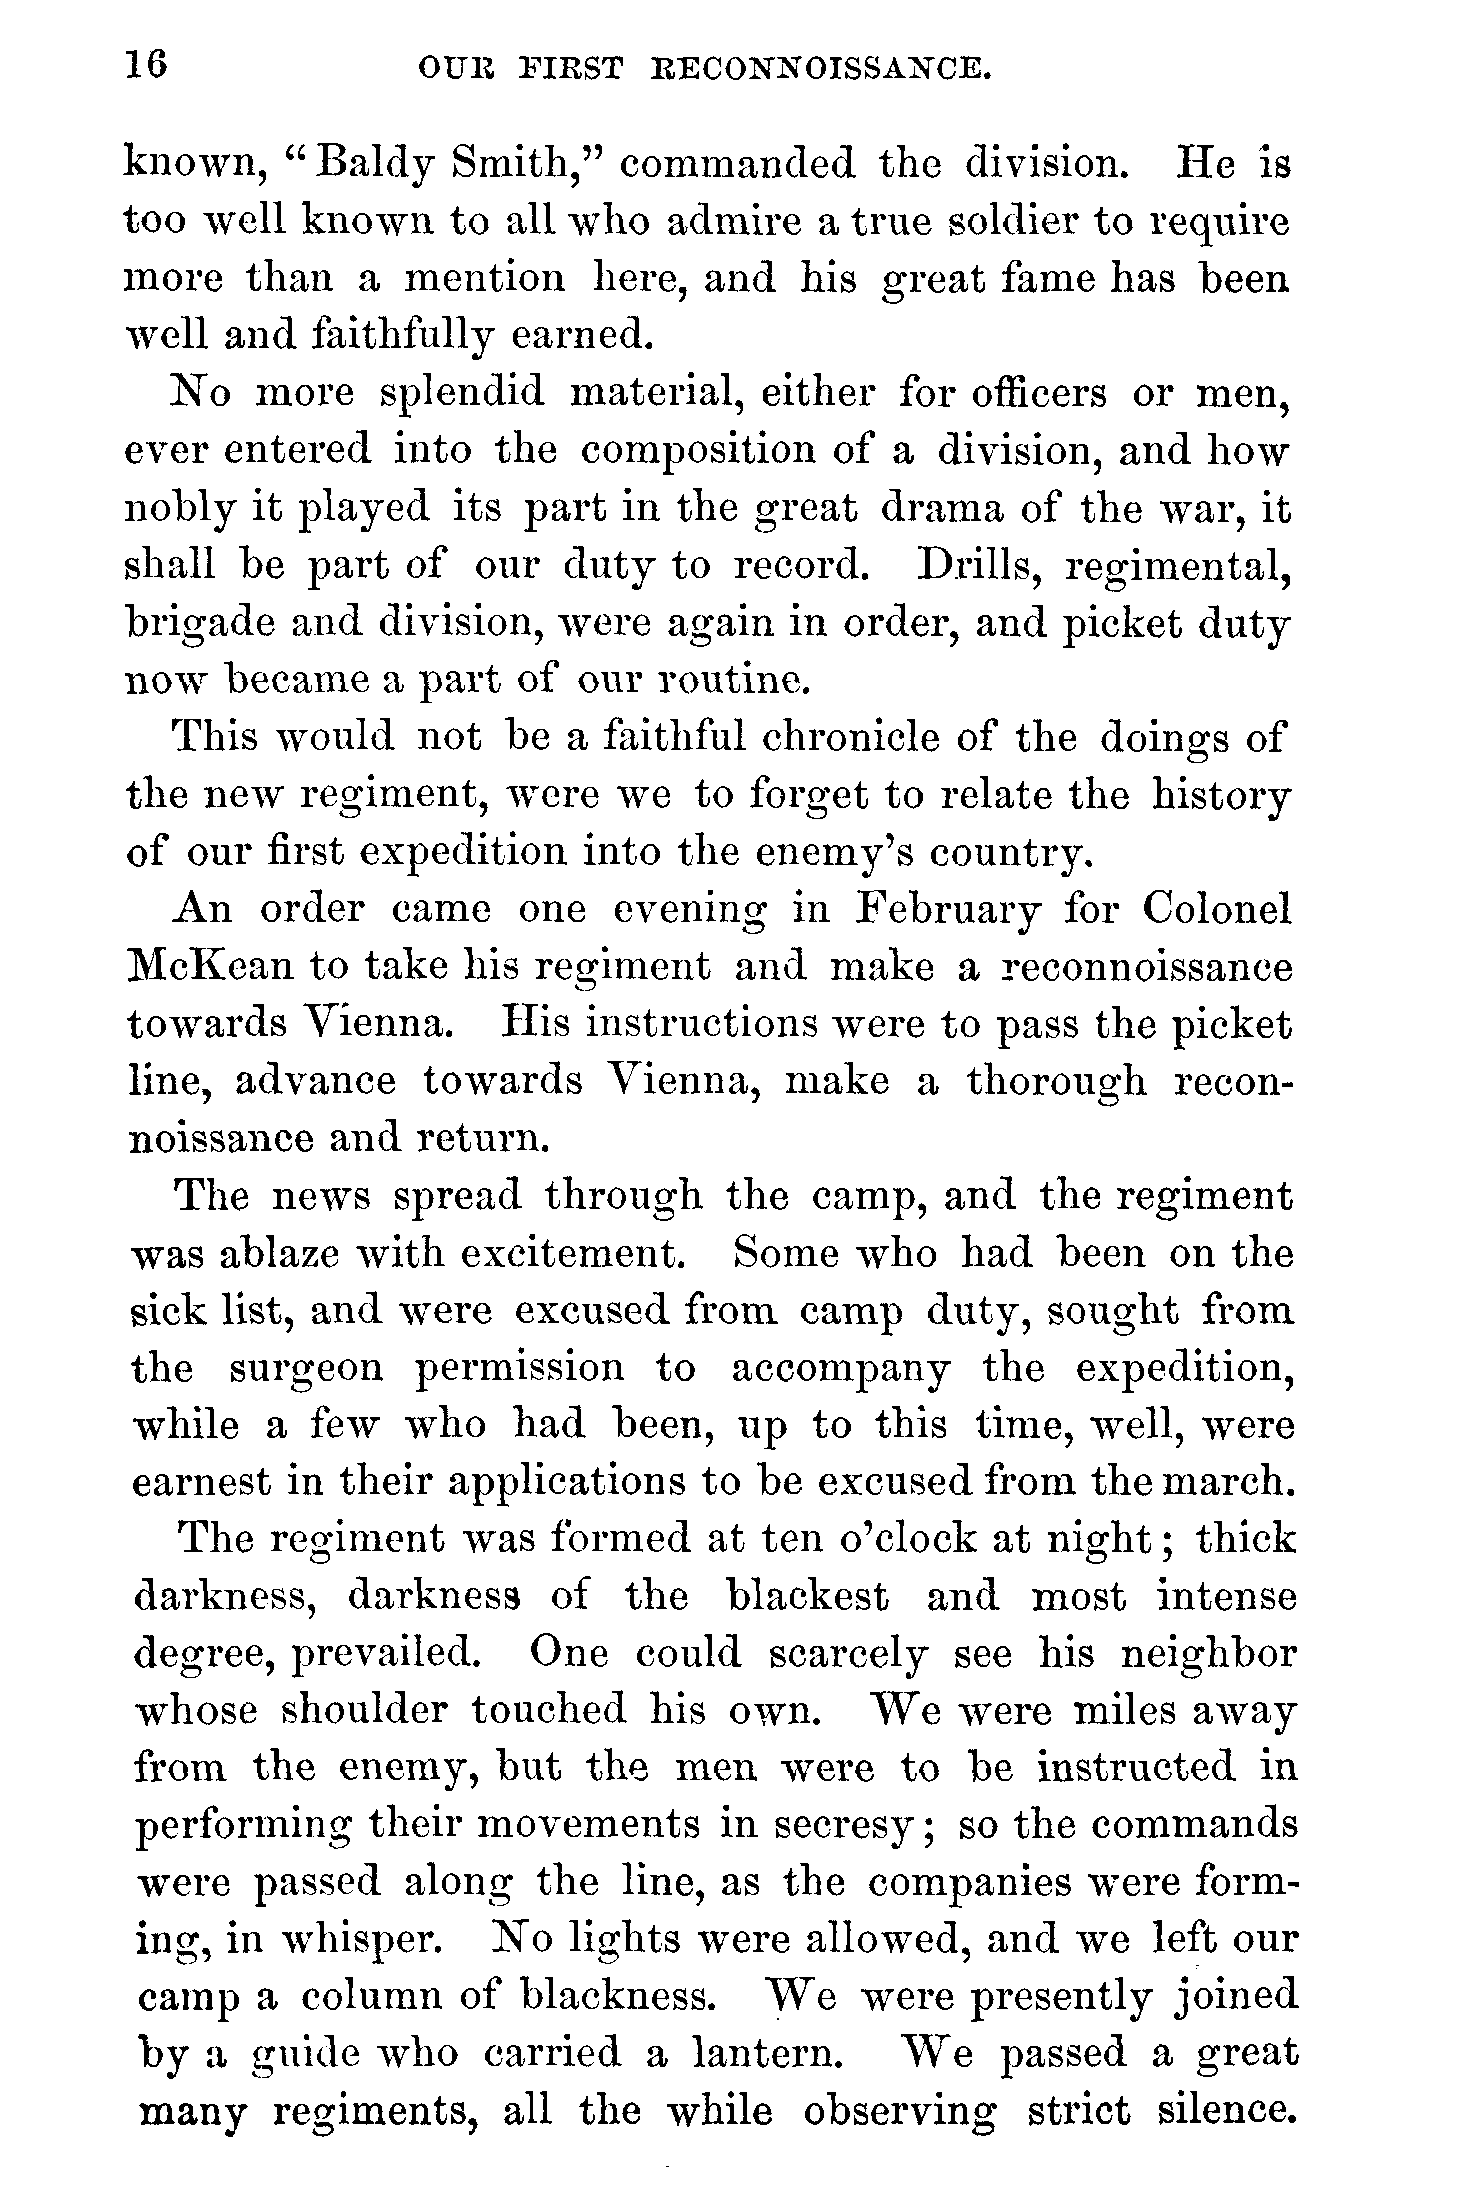 16 OUR FIRST RECONNOISSANCE.
known, “Baldy Smith,” commanded the division. He is
too well known to all who admire a true soldier to require
more than a mention here, and his great fame has been
well and faithfully earned.
No more splendid material, either for officers or men,
ever entered into the composition of a division, and how
nobly it played its part in the great drama of the war, it
shall be part of our duty to record. Drills, regimental,
brigade and division, were again in order, and picket duty
now became a part of our routine.
This would not be a faithful chronicle of the doings of
the new regiment, were we to forget to relate the history
of our first expedition into the enemy’s country.
An order came one evening in February for Colonel
McKean to take his regiment and make a reconnoissance
towards Vienna. His instructions were to pass the picket
line, advance towards Vienna, make a thorough recon-
noissance and return.
The news spread through the camp, and the regiment
was ablaze with excitement. Some who had been on the
sick list, and were excused from camp duty, sought from
the surgeon permission to accompany the expedition,
while a few who had been, up to this time, well, were
earnest in their applications to be excused from the march.
The regiment was formed at ten o’clock at night; thick
darkness, darkness of the blackest and most intense
degree, prevailed. One could scarcely see his neighbor
whose shoulder touched his own. We were miles away
from the enemy, but the men were to be instructed in
performing their movements in secresy; so the commands
were passed along the line, as the companies were form-
ing, in whisper. No lights were allowed, and we left our
camp a column of blackness. We were presently joined
by a guide who carried a lantern. We passed a great
many regiments, all the while observing strict silence.